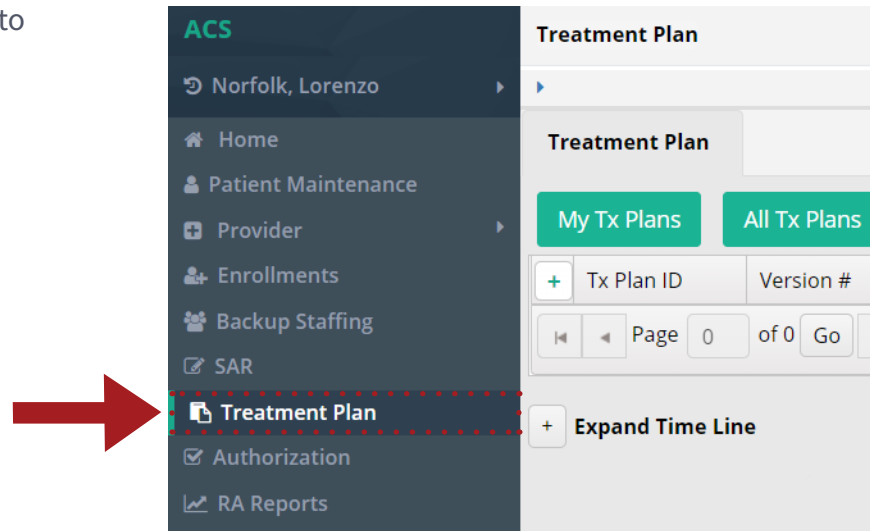 to
ACS
Norfolk, Lorenzo
Home
Patient Maintenance
Provider
Enrollments
Backup Staffing
SAR
Treatment Plan
Authorization
RA Reports
Treatment Plan
Treatment Plan
My Tx Plans All Tx Plans
+ Tx Plan ID Version #
Page 0 of 0 Go
+ Expand Time Line